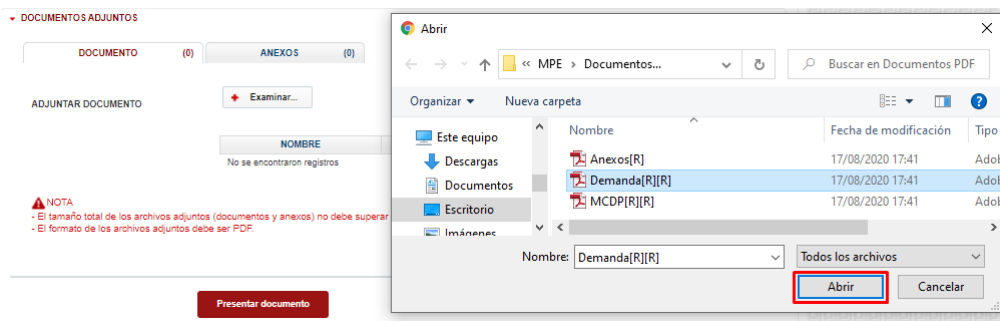 DOCUMENTOS ADJUNTOS
DOCUMENTO (0) ANEXOS (0)
ADJUNTAR DOCUMENTO Examinar...
NOMBRE
No se encontraron registros
NOTA
- El tamaño total de los archivos adjuntos (documentos y anexos) no debe superar
- El formato de los archivos adjuntos debe ser PDF.
Presentar documento
Abrir
« MPE > Documentos...
Buscar en Documentos PDF
Organizar Nueva carpeta
Este equipo
Descargas
Documentos
Escritorio
Imágenes
Nombre Fecha de modificación Tipo
Anexos[R] 17/08/2020 17:41 Adol
Demanda[R][R] 17/08/2020 17:41 Adol
MCDP[R][R] 17/08/2020 17:41 Adol
Nombre: Demanda[R][R] Todos los archivos
Abrir Cancelar